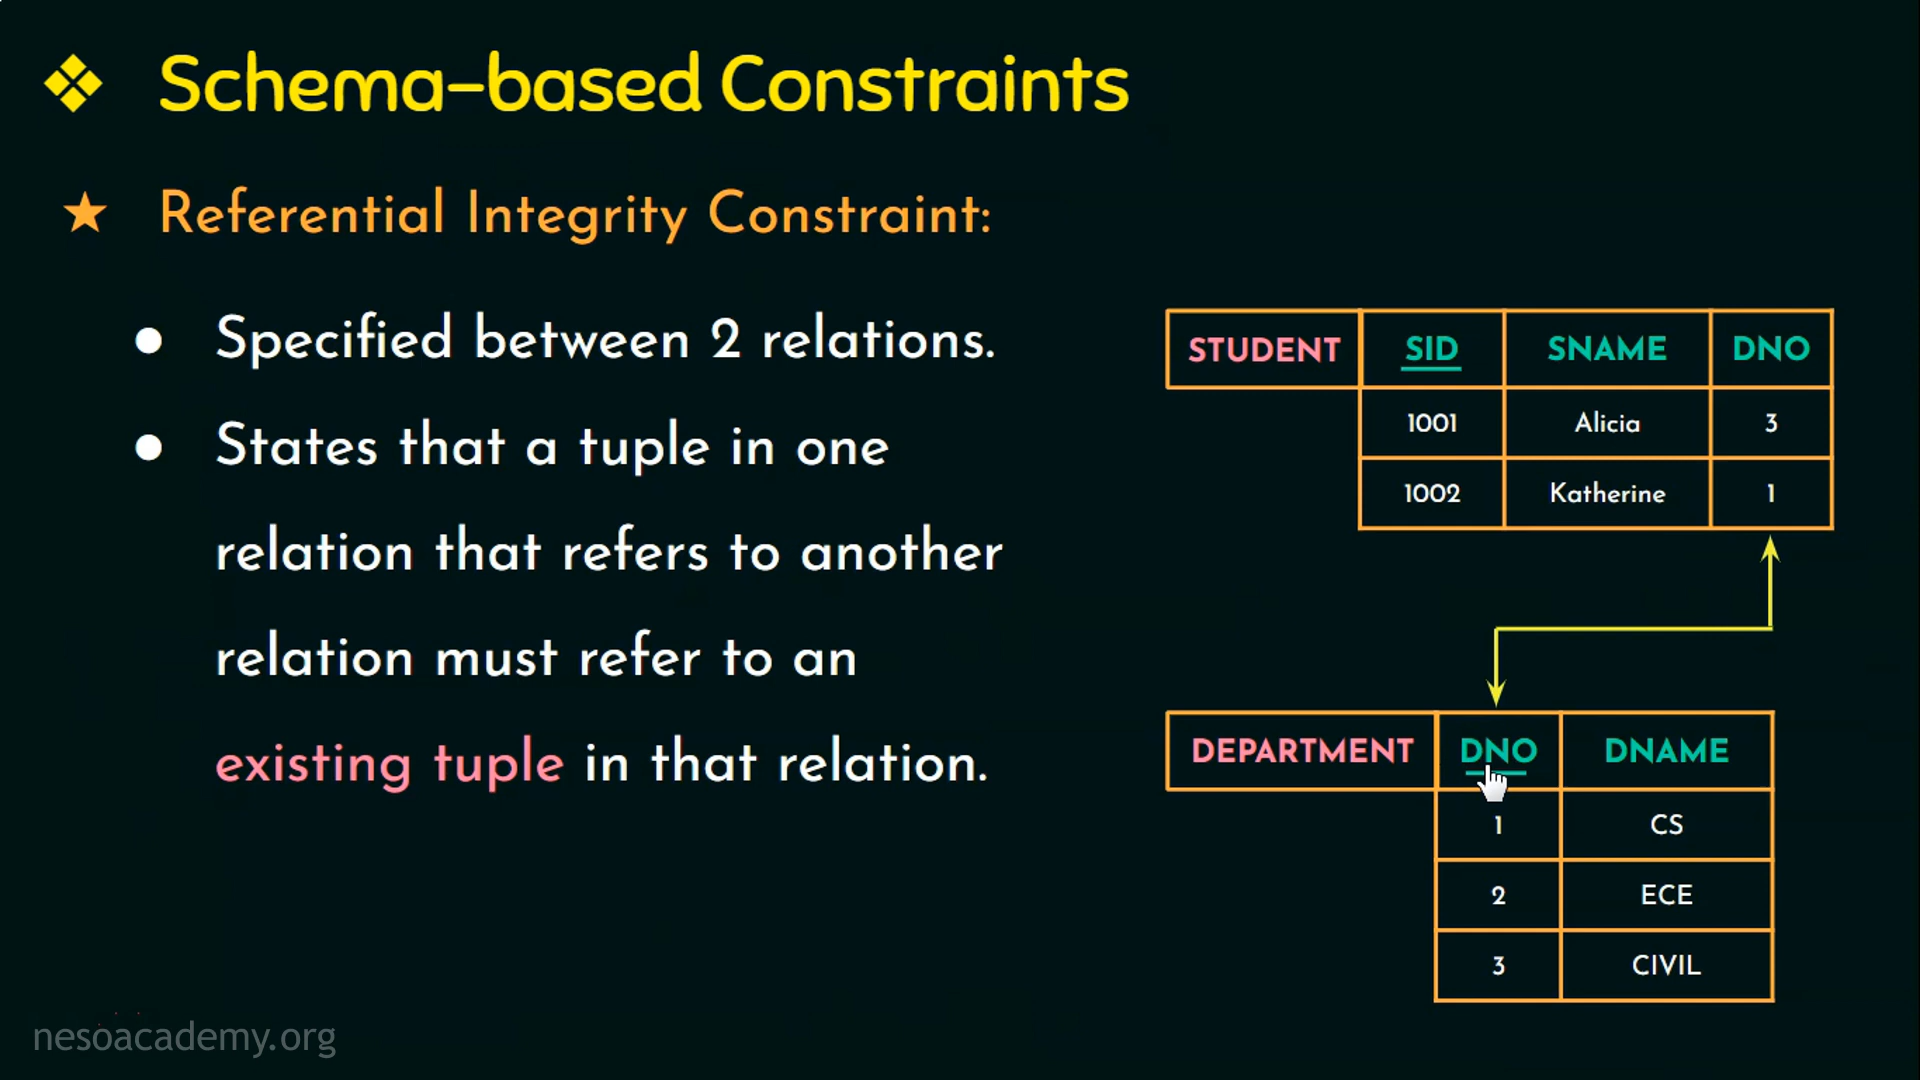 ❖ Schema-based Constraints
★ Referential Integrity Constraint:
● Specified between 2 relations.
● States that a tuple in one
relation that refers to another
relation must refer to an
existing tuple in that relation.
STUDENT SID SNAME DNO
1001 Alicia 3
1002 Katherine 1
DEPARTMENT DNO DNAME
1 CS
2 ECE
3 CIVIL
nesoacademy.org